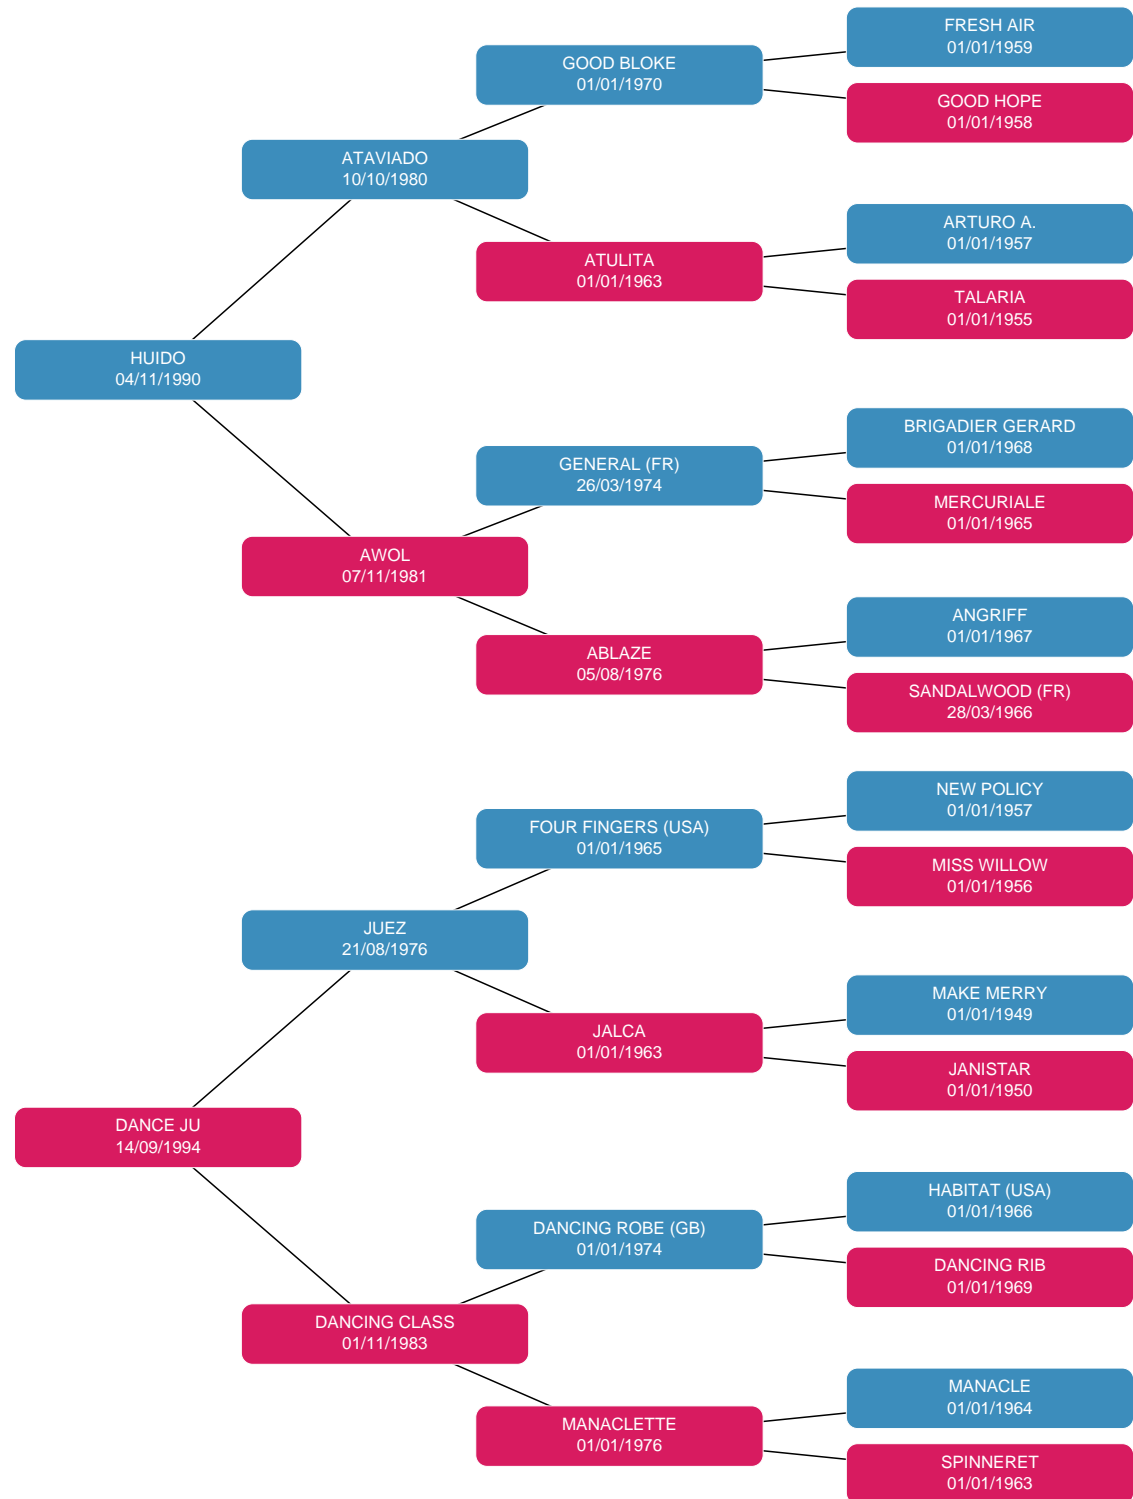 FRESH AIR
01/01/1959
GOOD BLOKE
01/01/1970
GOOD HOPE
01/01/1958
ATAVIADO
10/10/1980
ARTURO A.
01/01/1957
ATULITA
01/01/1963
TALARIA
01/01/1955
HUIDO
04/11/1990
BRIGADIER GERARD
01/01/1968
GENERAL (FR)
26/03/1974
MERCURIALE
01/01/1965
AWOL
07/11/1981
ANGRIFF
01/01/1967
ABLAZE
05/08/1976
SANDALWOOD (FR)
28/03/1966
NEW POLICY
01/01/1957
FOUR FINGERS (USA)
01/01/1965
MISS WILLOW
01/01/1956
JUEZ
21/08/1976
MAKE MERRY
01/01/1949
JALCA
01/01/1963
JANISTAR
01/01/1950
DANCE JU
14/09/1994
HABITAT (USA)
01/01/1966
DANCING ROBE (GB)
01/01/1974
DANCING RIB
01/01/1969
DANCING CLASS
01/11/1983
MANACLE
01/01/1964
MANACLETTE
01/01/1976
SPINNERET
01/01/1963